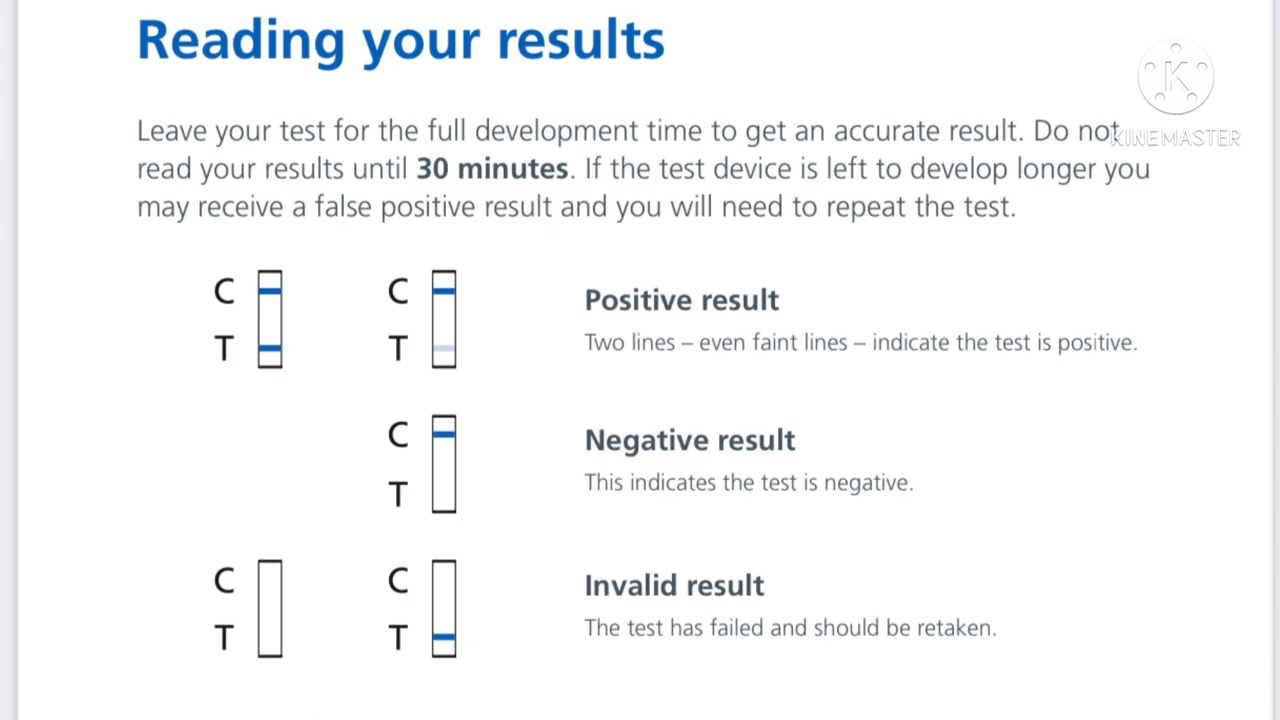 Reading your results
K
KINEMASTER
Leave your test for the full development time to get an accurate result. Do not
read your results until 30 minutes. If the test device is left to develop longer you
may receive a false positive result and you will need to repeat the test.
C C Positive result
T T Two lines – even faint lines – indicate the test is positive.
C Negative result
T This indicates the test is negative.
C C Invalid result
T T The test has failed and should be retaken.